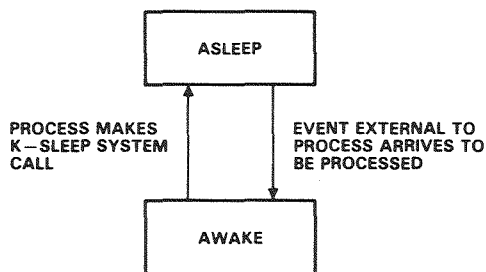 ASLEEP
PROCESS MAKES
K—SLEEP SYSTEM
CALL
EVENT EXTERNAL TO
PROCESS ARRIVES TO
BE PROCESSED
AWAKE